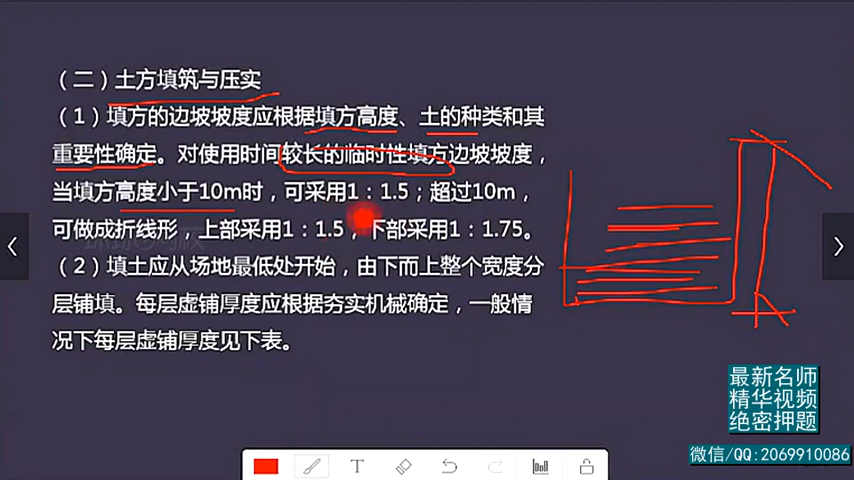 （二）土方填筑与压实
（1）填方的边坡坡度应根据填方高度、土的种类和其
重要性确定。对使用时间较长的临时性填方边坡坡度，
当填方高度小于10m时，可采用1：1.5；超过10m，
可做成折线形，上部采用1：1.5，下部采用1：1.75。
（2）填土应从场地最低处开始，由下而上整个宽度分
层铺填。每层虚铺厚度应根据夯实机械确定，一般情
况下每层虚铺厚度见下表。
最新名师
精华视频
绝密押题
微信/QQ:2069910086
T